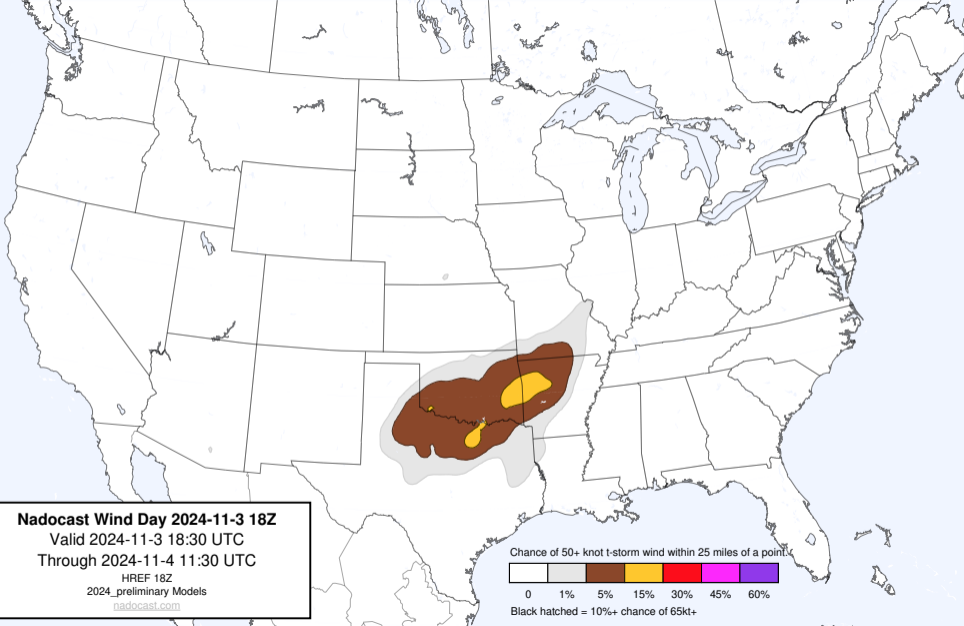 Nadocast Wind Day 2024-11-3 18Z
Valid 2024-11-3 18:30 UTC
Through 2024-11-4 11:30 UTC
HREF 18Z
2024_preliminary Models
nadocast.com
Chance of 50+ knot t-storm wind within 25 miles of a point.
0 1% 5% 15% 30% 45% 60%
Black hatched = 10%+ chance of 65kt+